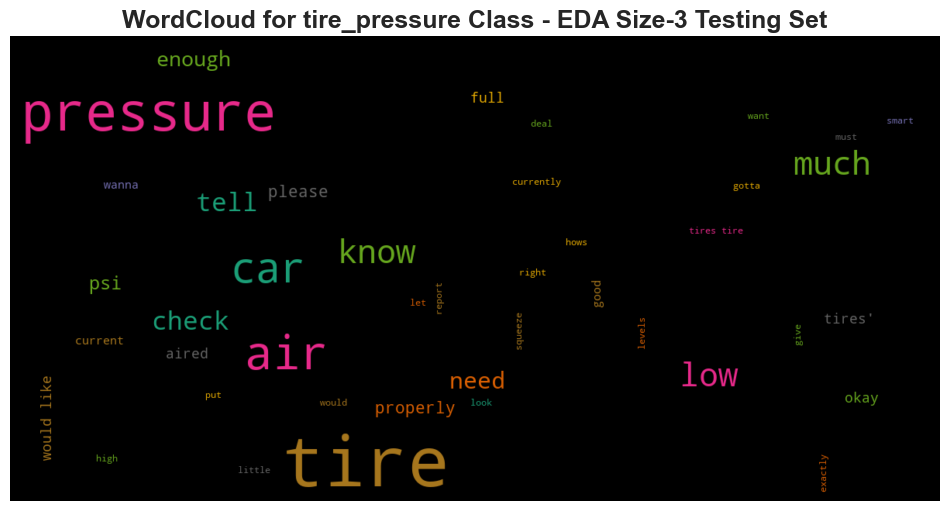 WordCloud for tire_pressure Class - EDA Size-3 Testing Set
enough
pressure
full
deal
want
smart
must
much
wanna
tell
please
currently
gotta
tires tire
know
hows
car
right
psi
let
report
good
check
squeeze
levels
give
tires'
current
aired
air
need
low
would like
put
would
properly
look
okay
tire
high
little
exactly